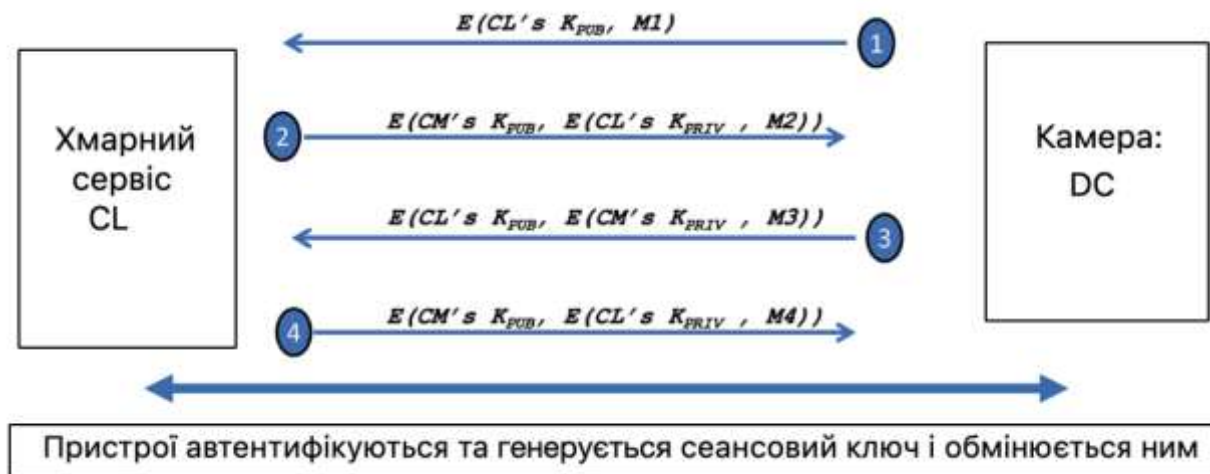 E(CL's K_PUB, M1)
1
2
E(CM's K_PUB, E(CL's K_PRIV , M2))
Хмарний
сервіс
CL
Камера:
DC
E(CL's K_PUB, E(CM's K_PRIV , M3))
3
4
E(CM's K_PUB, E(CL's K_PRIV , M4))
Пристрої автентифікуються та генерується сеансовий ключ і обмінюється ним